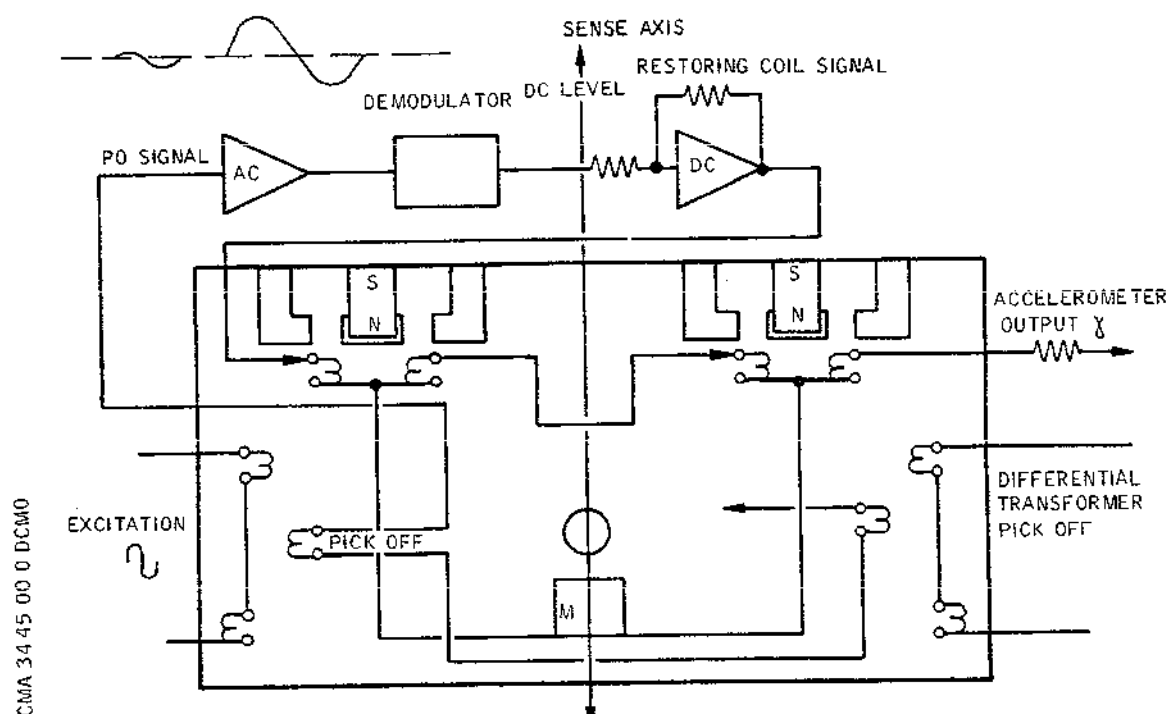 SENSE AXIS
RESTORING COIL SIGNAL
DEMODULATOR
DC LEVEL
PO SIGNAL
AC
DC
S
N
S
N
ACCELEROMETER
OUTPUT γ
EXCITATION
PICK OFF
DIFFERENTIAL
TRANSFORMER
PICK OFF
M
CMA 34 45 00 0 DCM0